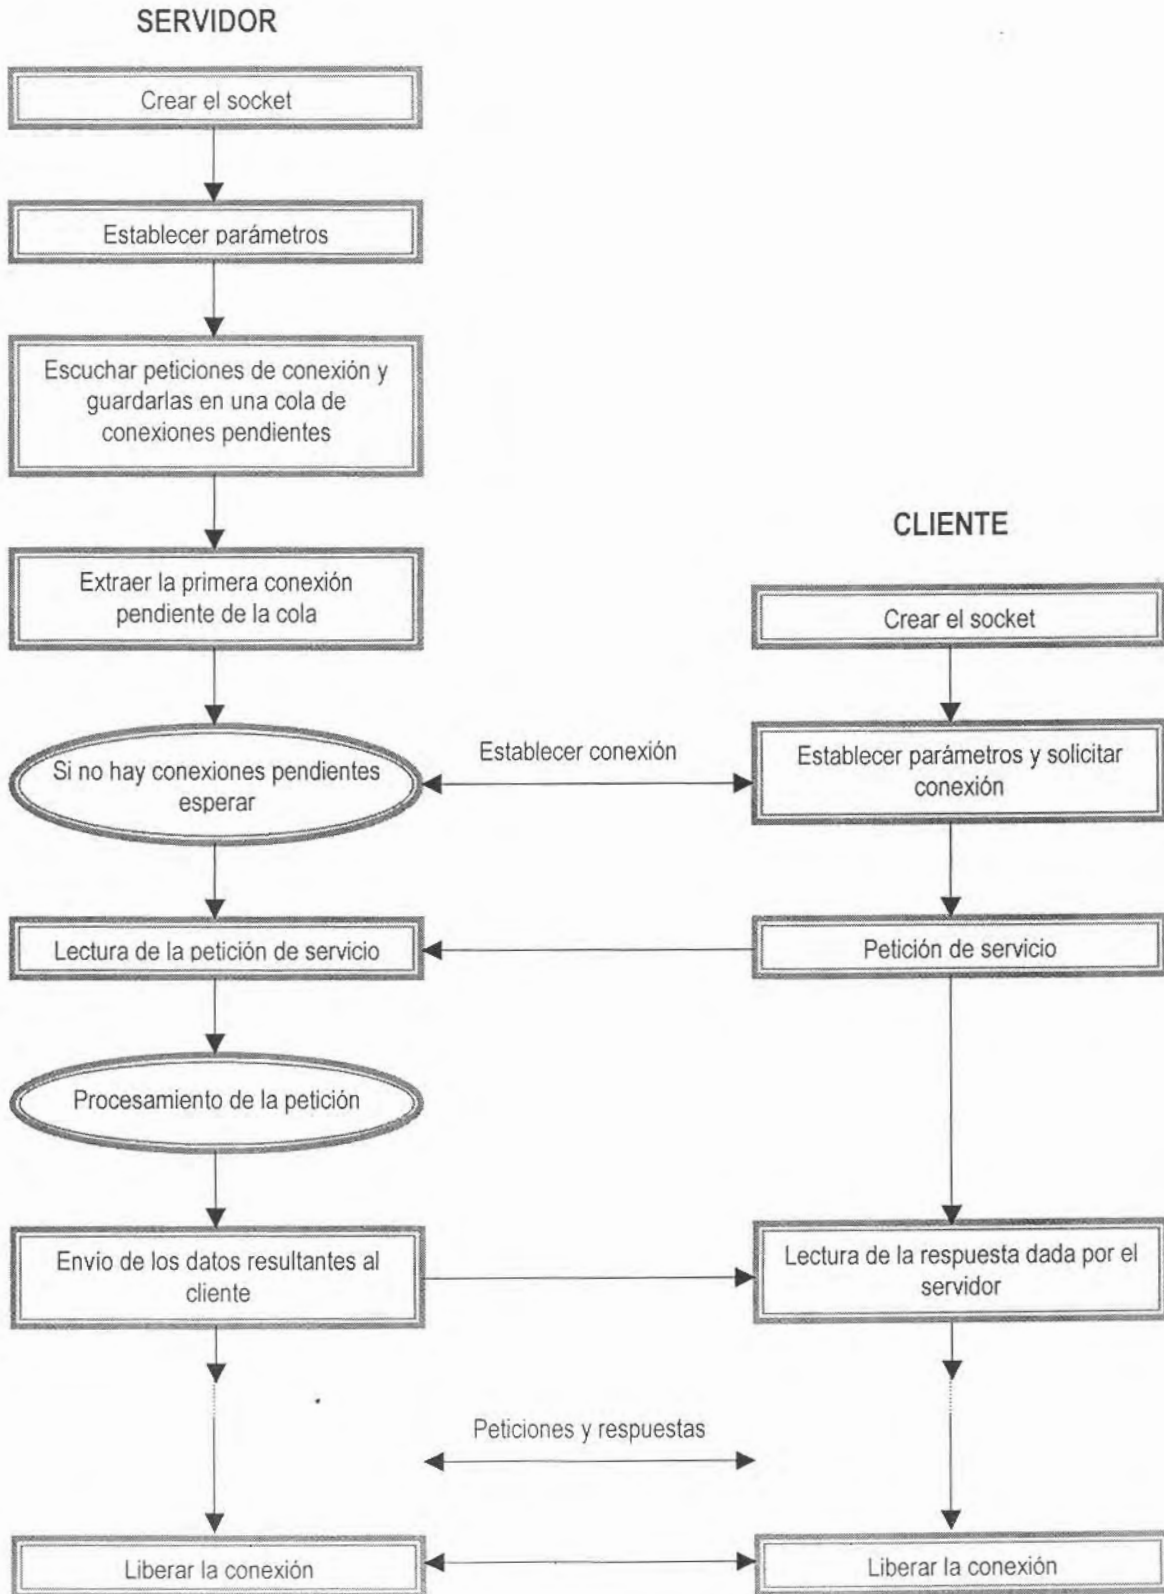 SERVIDOR
Crear el socket
Establecer parámetros
Escuchar peticiones de conexión y
guardarlas en una cola de
conexiones pendientes
Extraer la primera conexión
pendiente de la cola
CLIENTE
Crear el socket
Si no hay conexiones pendientes
esperar
Establecer conexión
Establecer parámetros y solicitar
conexión
Lectura de la petición de servicio
Petición de servicio
Procesamiento de la petición
Envio de los datos resultantes al
cliente
Lectura de la respuesta dada por el
servidor
Peticiones y respuestas
Liberar la conexión
Liberar la conexión